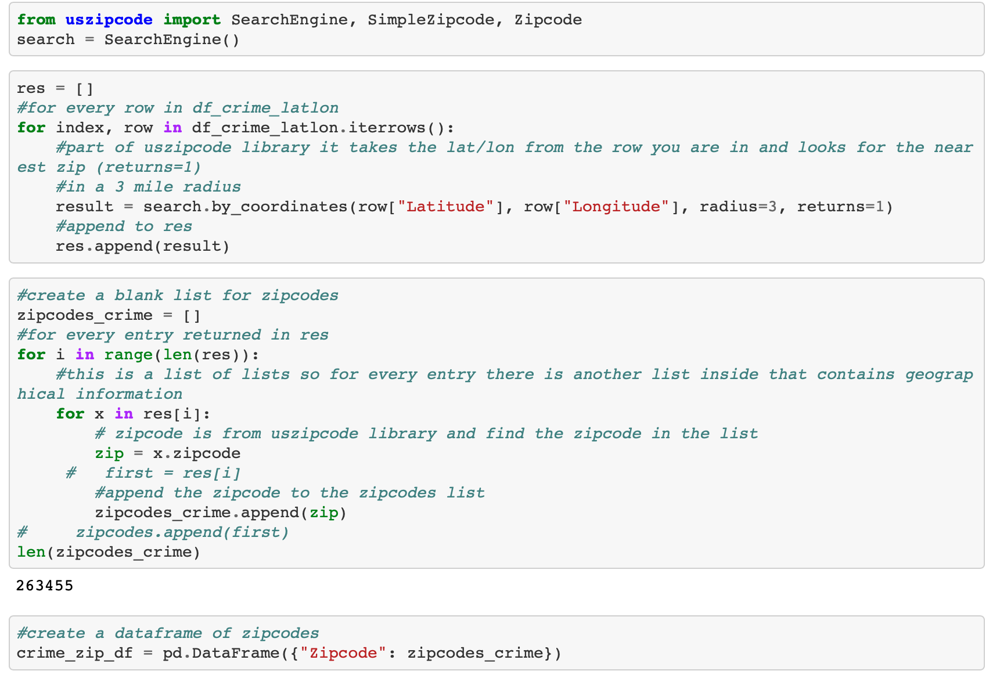 from uszipcode import SearchEngine, SimpleZipcode, Zipcode
search = SearchEngine()
res = []
#for every row in df_crime_latlon
for index, row in df_crime_latlon.iterrows():
    #part of uszipcode library it takes the lat/lon from the row you are in and looks for the near
est zip (returns=1)
    #in a 3 mile radius
    result = search.by_coordinates(row["Latitude"], row["Longitude"], radius=3, returns=1)
    #append to res
    res.append(result)
#create a blank list for zipcodes
zipcodes_crime = []
#for every entry returned in res
for i in range(len(res)):
    #this is a list of lists so for every entry there is another list inside that contains geograp
hical information
    for x in res[i]:
        # zipcode is from uszipcode library and find the zipcode in the list
        zip = x.zipcode
     #   first = res[i]
        #append the zipcode to the zipcodes list
        zipcodes_crime.append(zip)
#     zipcodes.append(first)
len(zipcodes_crime)
263455
#create a dataframe of zipcodes
crime_zip_df = pd.DataFrame({"Zipcode": zipcodes_crime})